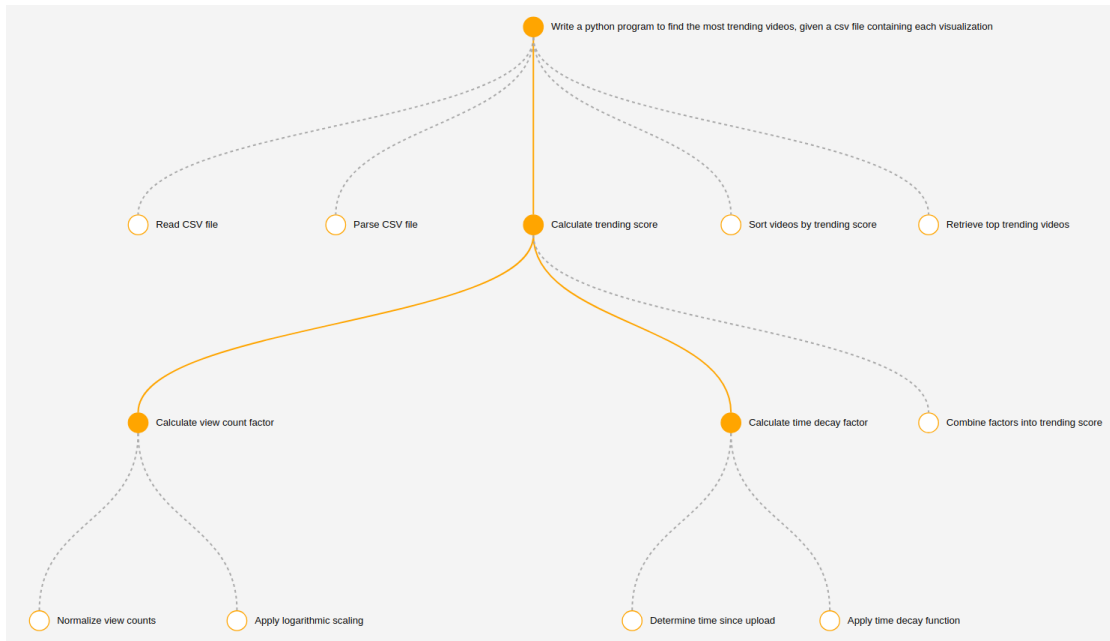 Write a python program to find the most trending videos, given a csv file containing each visualization
Read CSV file
Parse CSV file
Calculate trending score
Sort videos by trending score
Retrieve top trending videos
Calculate view count factor
Calculate time decay factor
Combine factors into trending score
Normalize view counts
Apply logarithmic scaling
Determine time since upload
Apply time decay function